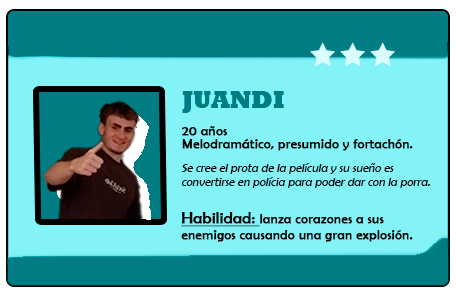 JUANDI
20 años
Melodramático, presumido y fortachón.
Se cree el prota de la película y su sueño es
convertirse en polícia para poder dar con la porra.
Habilidad: lanza corazones a sus
enemigos causando una gran explosión.